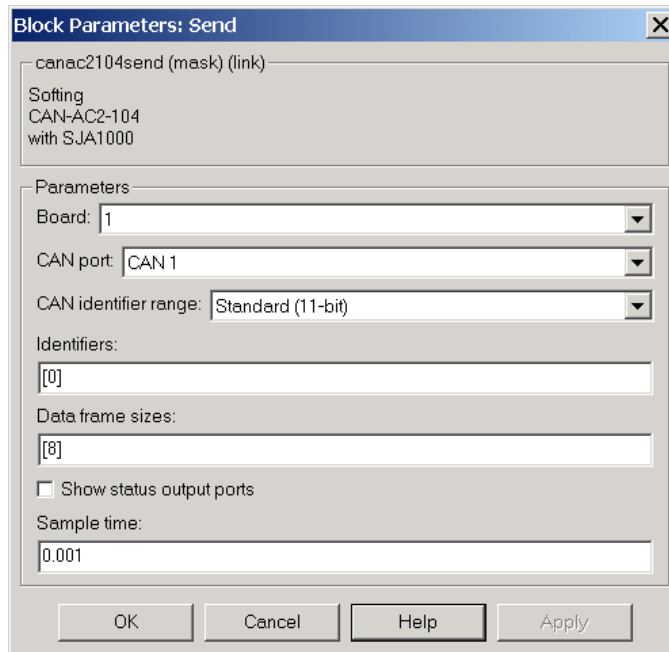 Block Parameters: Send
canac2104send (mask) (link)
Softing
CAN-AC2-104
with SJA1000
Parameters
Board: 1
CAN port: CAN 1
CAN identifier range: Standard (11-bit)
Identifiers:
[0]
Data frame sizes:
[8]
Show status output ports
Sample time:
0.001
OK Cancel Help Apply